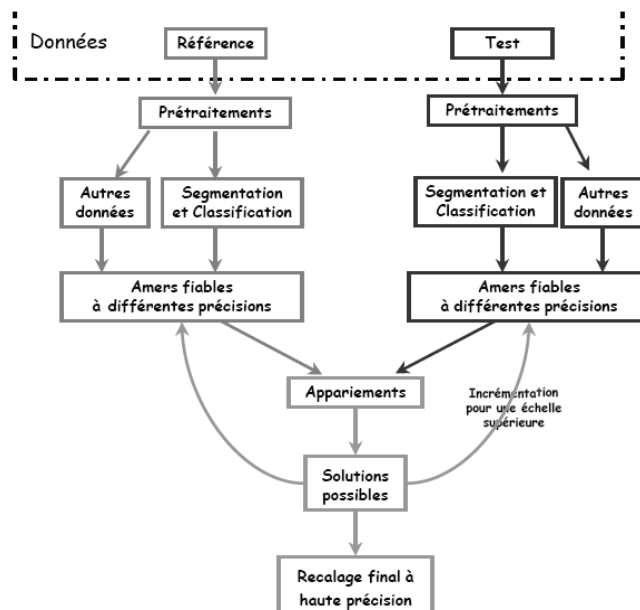 Données
Référence
Test
Prétraitements
Prétraitements
Autres
données
Segmentation
et Classification
Segmentation et
Classification
Autres
données
Amers fiables
à différentes précisions
Amers fiables
à différentes précisions
Appariements
Incrémentation
pour une échelle
supérieure
Solutions
possibles
Recalage final à
haute précision